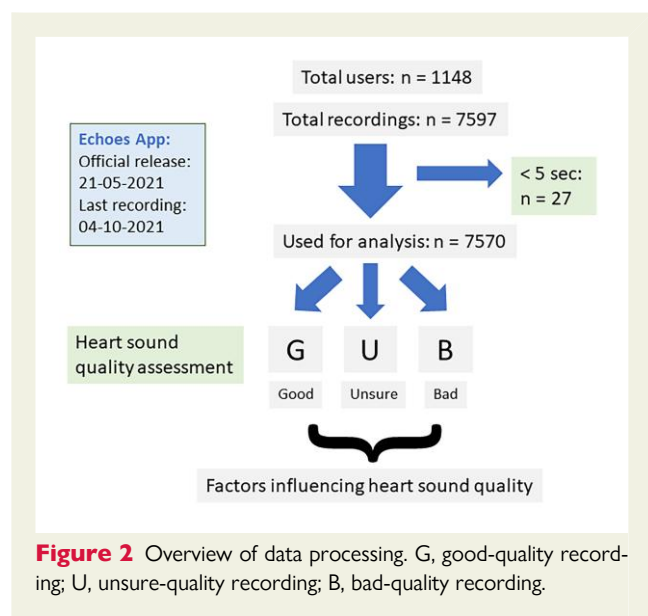 Total users: n = 1148
Total recordings: n = 7597
Echoes App:
Official release:
21-05-2021
Last recording:
04-10-2021
< 5 sec:
n = 27
Used for analysis: n = 7570
Heart sound
quality assessment
G U B
Good Unsure Bad
Factors influencing heart sound quality
Figure 2 Overview of data processing. G, good-quality record-
ing; U, unsure-quality recording; B, bad-quality recording.